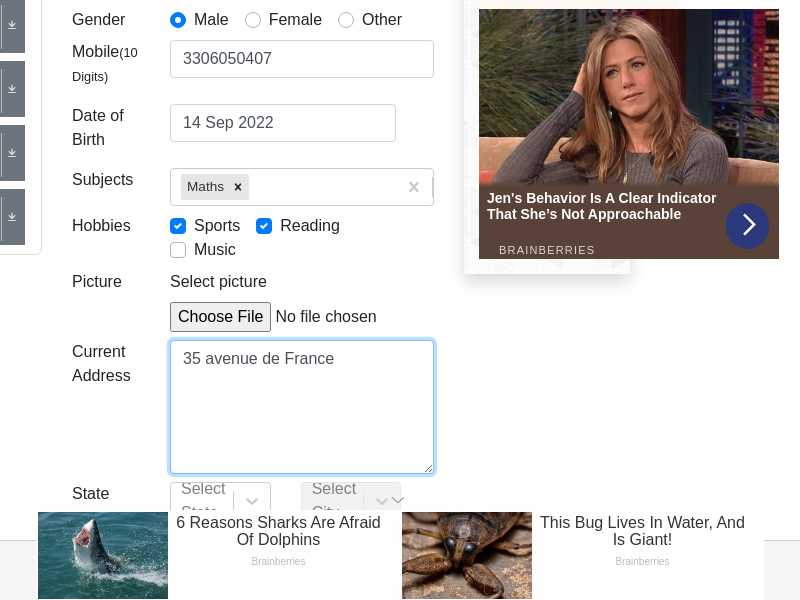 Gender
Male Female Other
Mobile(10 Digits)
3306050407
Date of Birth
14 Sep 2022
Subjects
Maths
Hobbies
Sports Reading
Music
Picture
Select picture
Choose File No file chosen
Current Address
35 avenue de France
State
Select State
Select City
Jen's Behavior Is A Clear Indicator
That She’s Not Approachable
BRAINBERRIES
6 Reasons Sharks Are Afraid
Of Dolphins
Brainberries
This Bug Lives In Water, And
Is Giant!
Brainberries